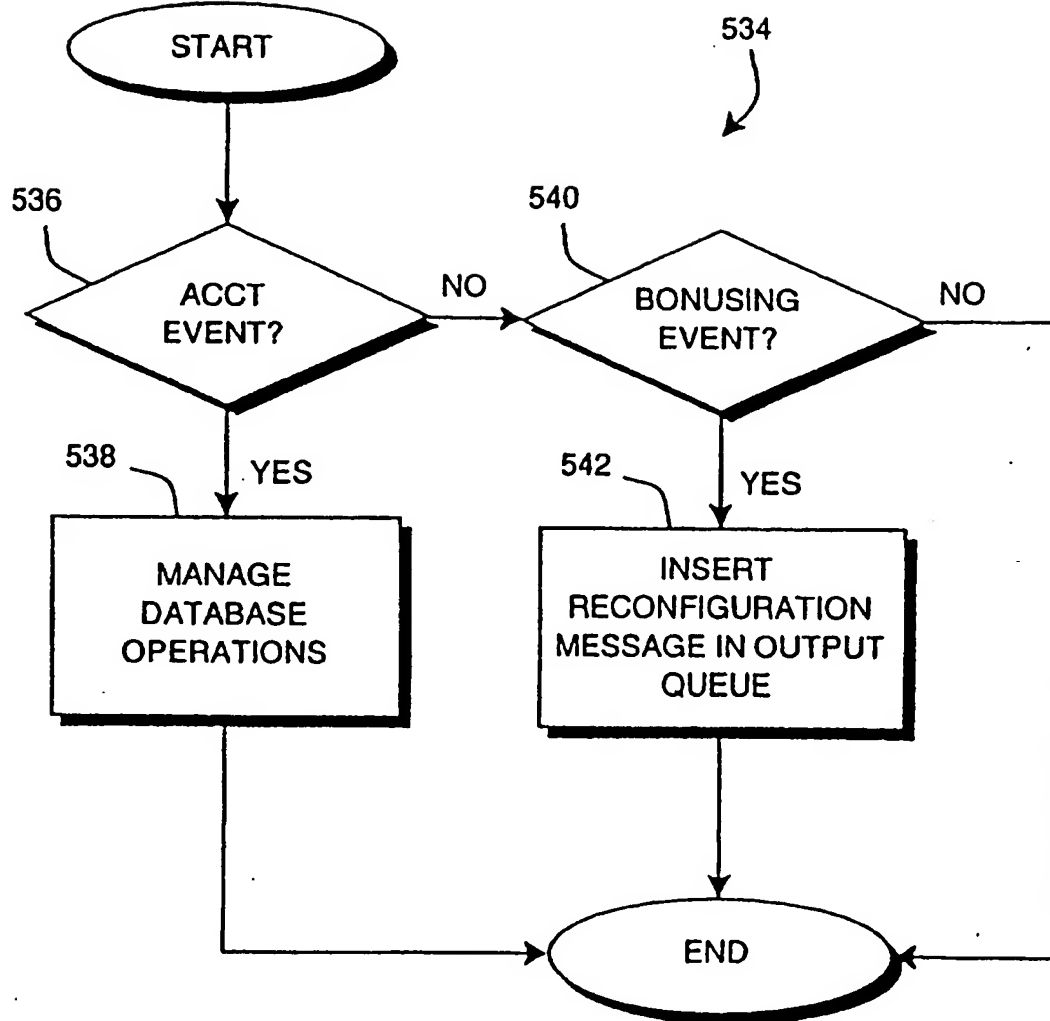 START
534
536
540
ACCT
EVENT?
NO
BONUSING
EVENT?
NO
538
YES
542
YES
MANAGE
DATABASE
OPERATIONS
INSERT
RECONFIGURATION
MESSAGE IN OUTPUT
QUEUE
END